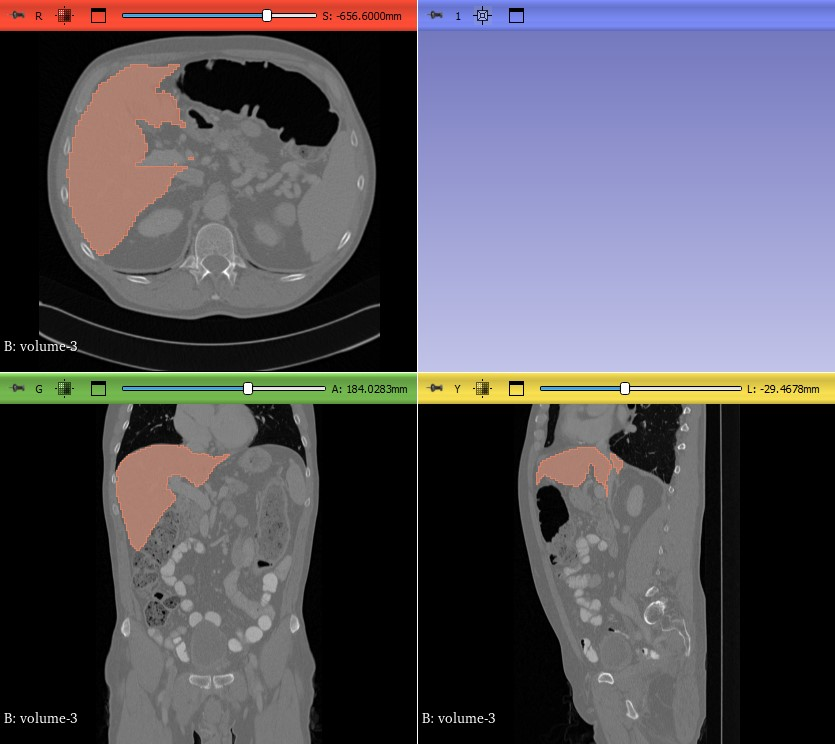 R S: -656.6000mm
1
B: volume-3
G A: 184.0283mm
Y L: -29.4678mm
B: volume-3
B: volume-3